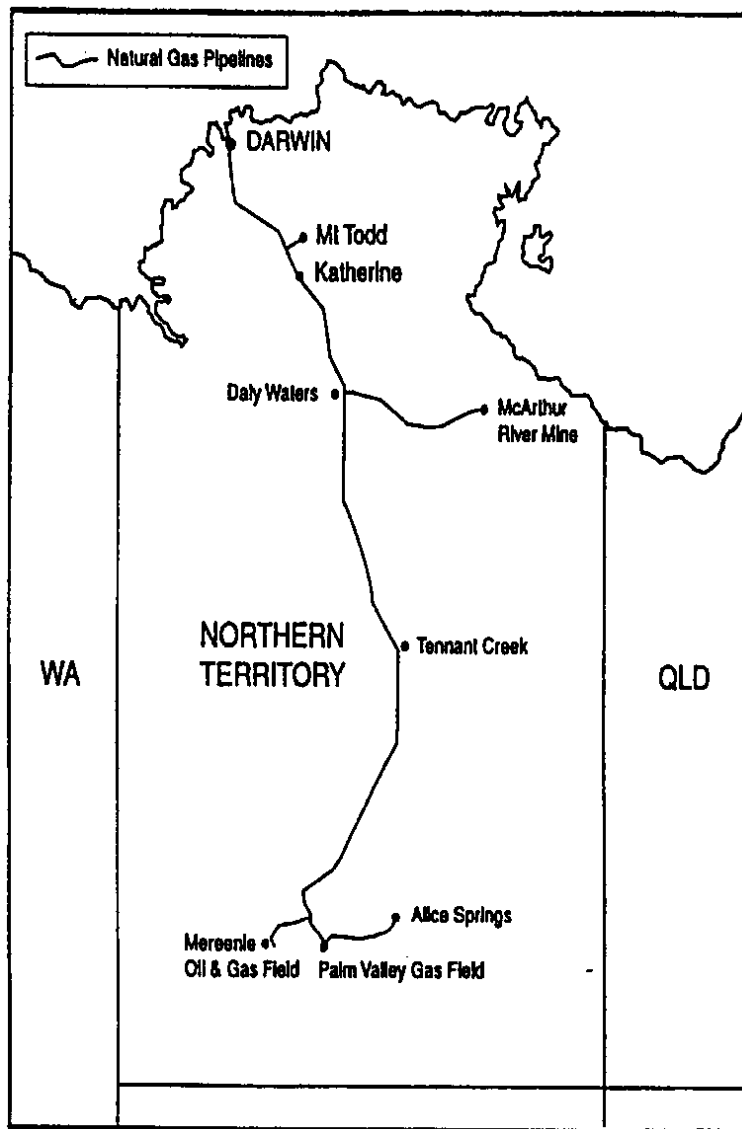 Natural Gas Pipelines
DARWIN
Mt Todd
Katherine
Daly Waters
McArthur
River Mine
NORTHERN
TERRITORY
Tennant Creek
WA
QLD
Alice Springs
Mereenie
Oil & Gas Field
Palm Valley Gas Field